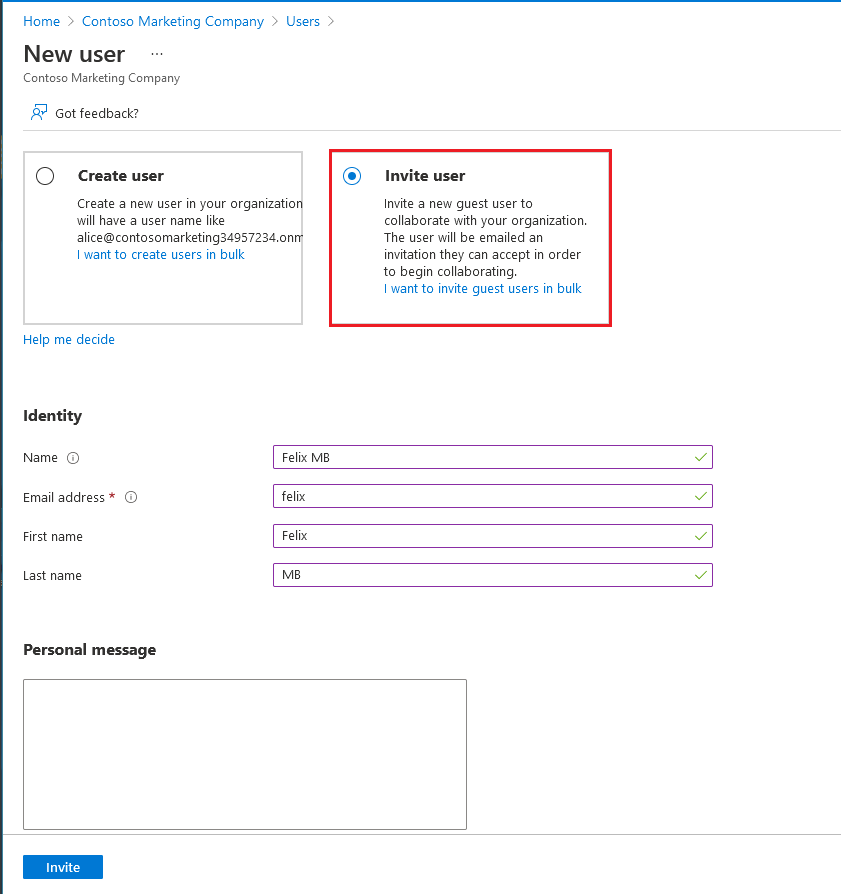 Home > Contoso Marketing Company > Users >
New user ...
Contoso Marketing Company
Got feedback?
Create user
Create a new user in your organization
will have a user name like
alice@contosomarketing34957234.onm
I want to create users in bulk
Invite user
Invite a new guest user to
collaborate with your organization.
The user will be emailed an
invitation they can accept in order
to begin collaborating.
I want to invite guest users in bulk
Help me decide
Identity
Name Felix MB
Email address * felix
First name Felix
Last name MB
Personal message
Invite